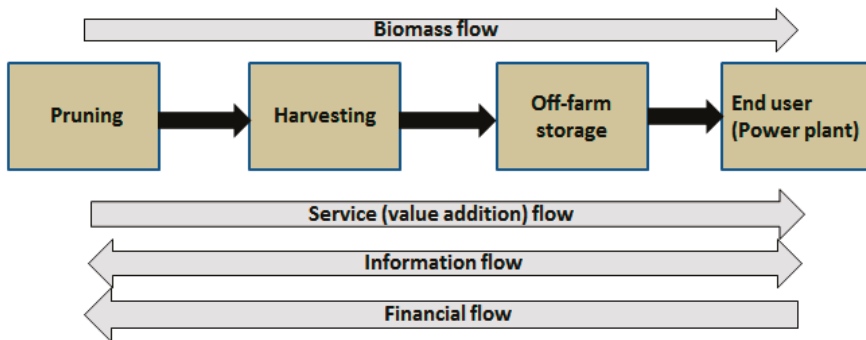 Biomass flow
Pruning
Harvesting
Off-farm
storage
End user
(Power plant)
Service (value addition) flow
Information flow
Financial flow